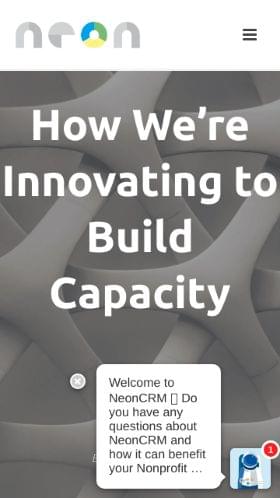 neon
How We’re
Innovating to
Build
Capacity
Welcome to
NeonCRM ▯ Do
you have any
questions about
NeonCRM and
how it can benefit
your Nonprofit ...
1